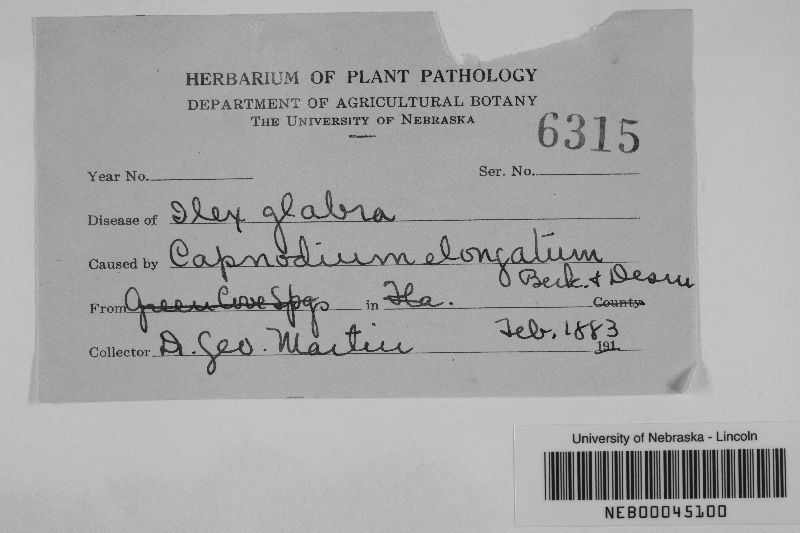 HERBARIUM OF PLANT PATHOLOGY
DEPARTMENT OF AGRICULTURAL BOTANY
THE UNIVERSITY OF NEBRASKA
6315
Year No. Ser. No.
Disease of Ilex glabra
Caused by Capnodium elongatum
Berk. & Desm
From Green Cove Spgs in Fla. County
Collector Dr. Geo. Martin Feb. 1883
191
University of Nebraska - Lincoln
NEB00045100